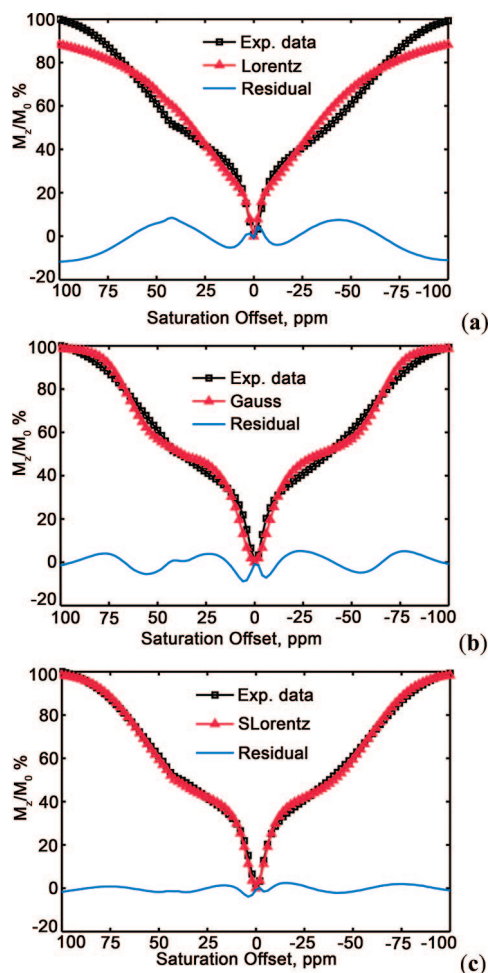 100
80
60
40
20
0
-20
M_z/M_0 %
Exp. data
Lorentz
Residual
100 75 50 25 0 -25 -50 -75 -100
Saturation Offset, ppm
(a)
100
80
60
40
20
0
-20
M_z/M_0 %
Exp. data
Gauss
Residual
100 75 50 25 0 -25 -50 -75 -100
Saturation Offset, ppm
(b)
100
80
60
40
20
0
-20
M_z/M_0 %
Exp. data
SLorentz
Residual
100 75 50 25 0 -25 -50 -75 -100
Saturation Offset, ppm
(c)